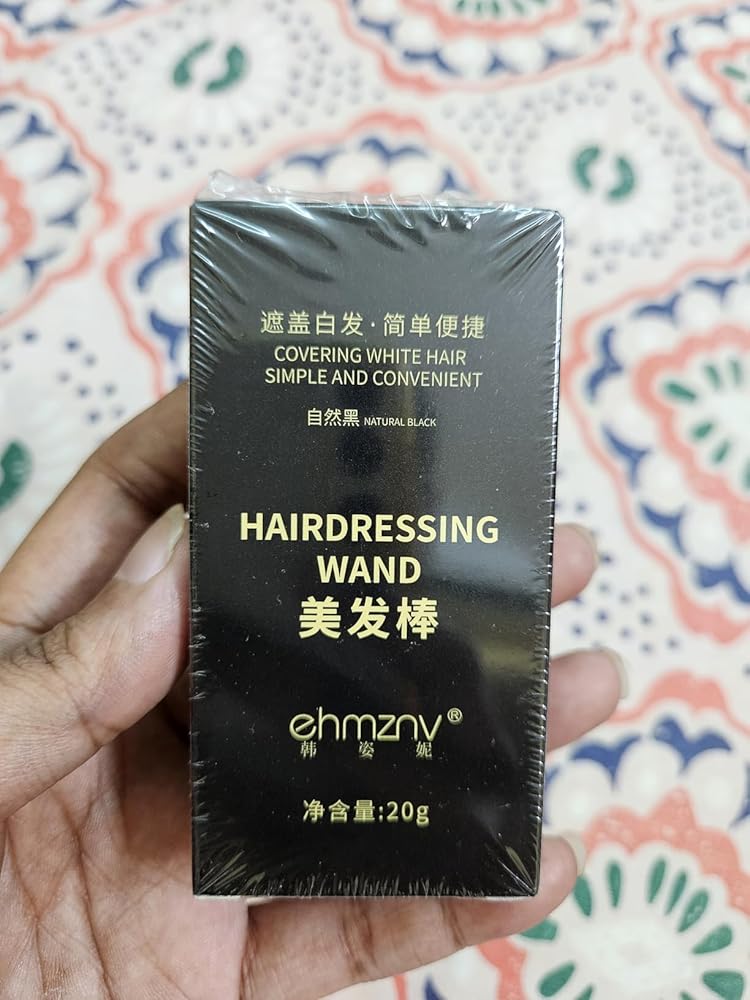 遮盖白发·简单便捷
COVERING WHITE HAIR
SIMPLE AND CONVENIENT
自然黑 NATURAL BLACK
HAIRDRESSING
WAND
美发棒
ehmznv®
韩姿妮
净含量:20g